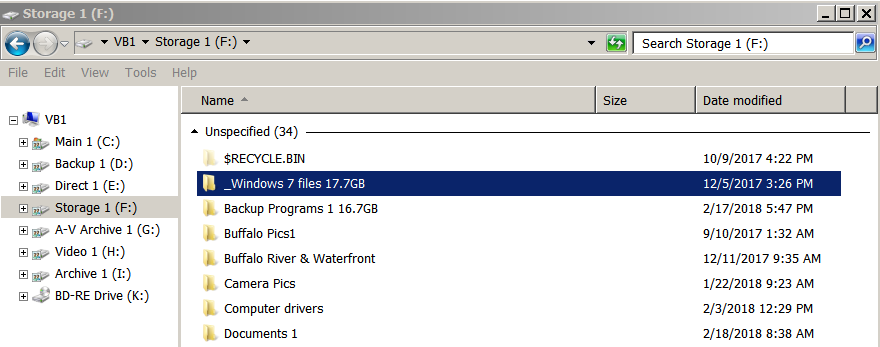 Storage 1 (F:)
VB1 Storage 1 (F:) Search Storage 1 (F:)
File Edit View Tools Help
Name Size Date modified
VB1
Main 1 (C:)
Backup 1 (D:)
Direct 1 (E:)
Storage 1 (F:)
A-V Archive 1 (G:)
Video 1 (H:)
Archive 1 (I:)
BD-RE Drive (K:)
Unspecified (34)
$RECYCLE.BIN 10/9/2017 4:22 PM
_Windows 7 files 17.7GB 12/5/2017 3:26 PM
Backup Programs 1 16.7GB 2/17/2018 5:47 PM
Buffalo Pics1 9/10/2017 1:32 AM
Buffalo River & Waterfront 12/11/2017 9:35 AM
Camera Pics 1/22/2018 9:23 AM
Computer drivers 2/3/2018 12:29 PM
Documents 1 2/18/2018 8:38 AM